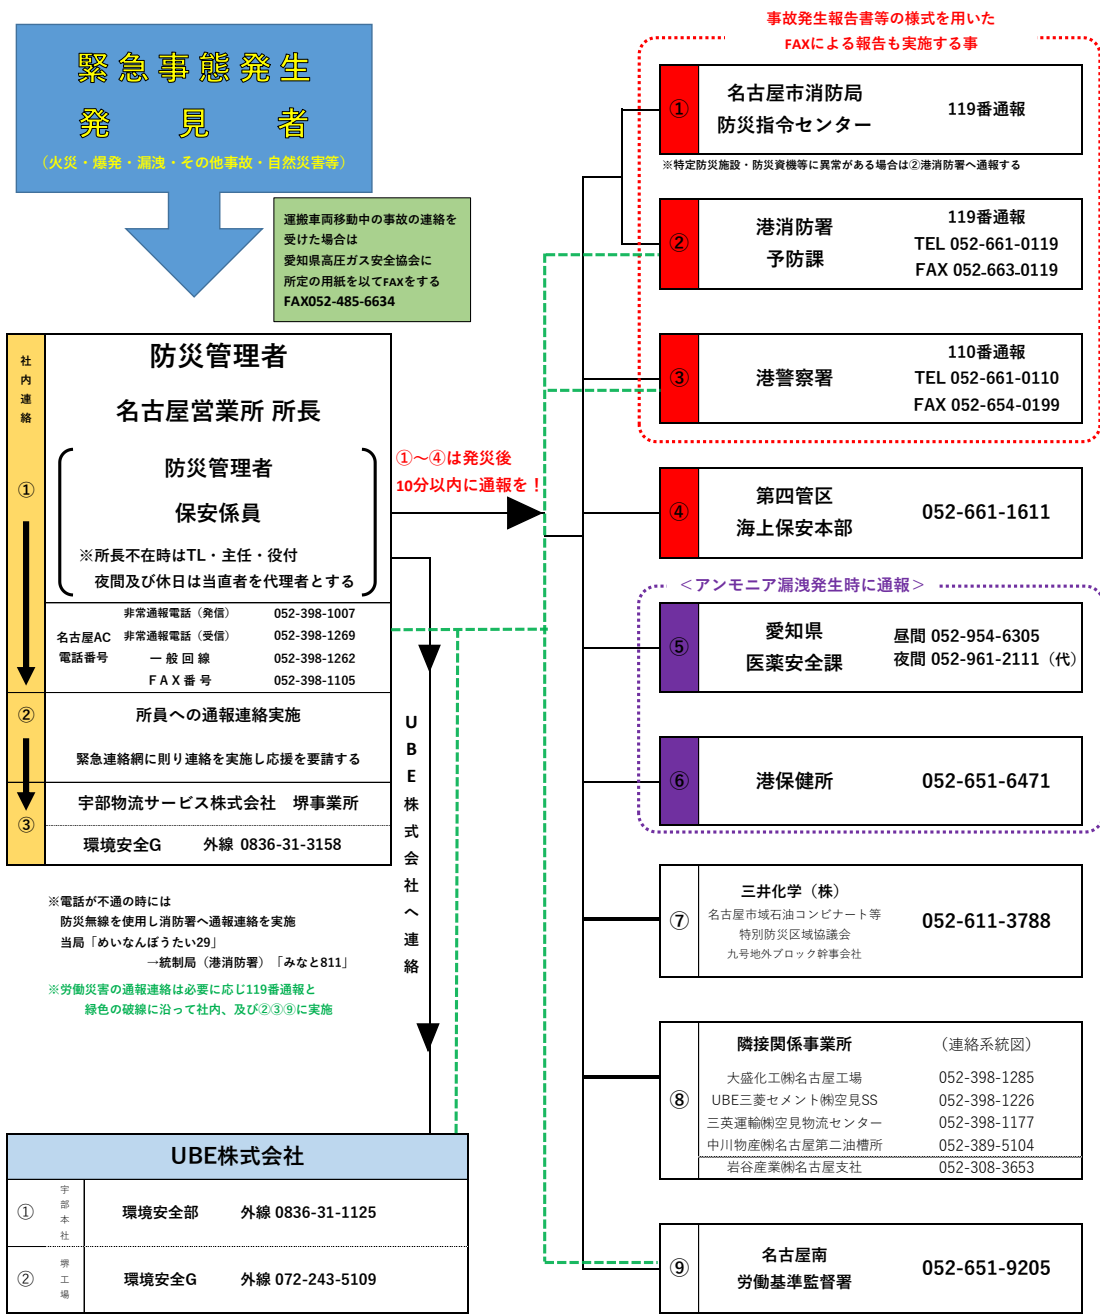 緊急事態発生
発見者
(火災・爆発・漏洩・その他事故・自然災害等)
運搬車両移動中の事故の連絡を
受けた場合は
愛知県高圧ガス安全協会に
所定の用紙を以てFAXをする
FAX052-485-6634
社内連絡
①
防災管理者
名古屋営業所 所長
防災管理者
保安係員
※所長不在時はTL・主任・役付
夜間及び休日は当直者を代理者とする
名古屋AC
電話番号
非常通報電話（発信） 052-398-1007
非常通報電話（受信） 052-398-1269
一般回線 052-398-1262
FAX番号 052-398-1105
②
所員への通報連絡実施
緊急連絡網に則り連絡を実施し応援を要請する
③
宇部物流サービス株式会社 堺事業所
環境安全G 外線 0836-31-3158
※電話が不通の時には
防災無線を使用し消防署へ通報連絡を実施
当局「めいなんぼうたい29」
→統制局（港消防署）「みなと811」
※労働災害の通報連絡は必要に応じ119番通報と
緑色の破線に沿って社内、及び②③⑨に実施
①～④は発災後
10分以内に通報を！
UBE株式会社へ連絡
UBE株式会社
① 宇部本社 環境安全部 外線 0836-31-1125
② 堺工場 環境安全G 外線 072-243-5109
事故発生報告書等の様式を用いた
FAXによる報告も実施する事
①
名古屋市消防局
防災指令センター
119番通報
※特定防災施設・防災資機等に異常がある場合は②港消防署へ通報する
②
港消防署
予防課
119番通報
TEL 052-661-0119
FAX 052-663-0119
③
港警察署
110番通報
TEL 052-661-0110
FAX 052-654-0199
④
第四管区
海上保安本部
052-661-1611
＜アンモニア漏洩発生時に通報＞
⑤
愛知県
医薬安全課
昼間 052-954-6305
夜間 052-961-2111（代）
⑥
港保健所
052-651-6471
⑦
三井化学（株）
名古屋市域石油コンビナート等
特別防災区域協議会
九号地外ブロック幹事会社
052-611-3788
⑧
隣接関係事業所 （連絡系統図）
大盛化工㈱名古屋工場 052-398-1285
UBE三菱セメント㈱空見SS 052-398-1226
三英運輸㈱空見物流センター 052-398-1177
中川物産㈱名古屋第二油槽所 052-389-5104
岩谷産業㈱名古屋支社 052-308-3653
⑨
名古屋南
労働基準監督署
052-651-9205